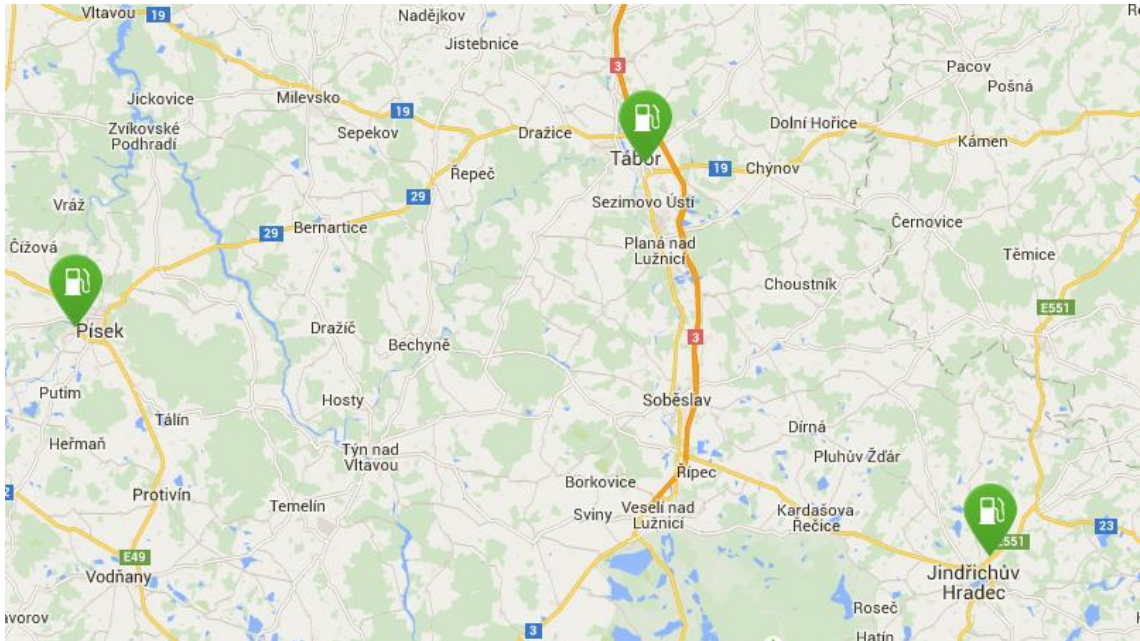 Vltavou
19
Nadějkov
Jistebnice
3
Pacov
Pošná
Jickovice
Milevsko
19
Sepekov
Dražice
Dolní Hořice
Kámen
Zvíkovské
Podhradí
Tábor
19
Chýnov
Řepeč
29
Vráž
Bernartice
29
Sezimovo Ústí
Černovice
Čížová
Planá nad
Lužnicí
Těmice
Choustník
E551
Písek
Dražíč
Bechyně
3
Putim
Hosty
Soběslav
Tálín
Dírná
Heřmaň
Týn nad
Vltavou
Pluhův Žďár
Řípec
Borkovice
Protivín
Temelín
Sviny
Veselí nad
Lužnicí
Kardašova
Řečice
23
E551
E49
Vodňany
Jindřichův
Hradec
Roseč
avorov
3
Hatín